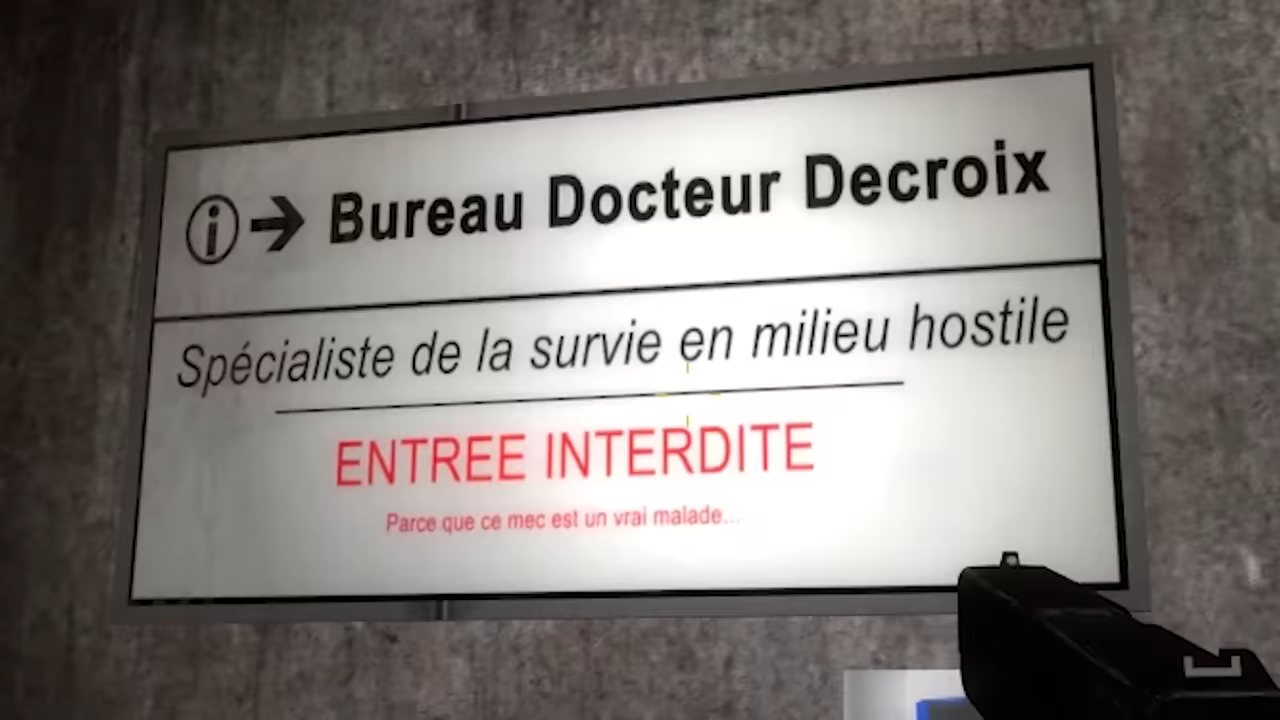 i → Bureau Docteur Decroix
Spécialiste de la survie en milieu hostile
ENTREE INTERDITE
Parce que ce mec est un vrai malade...